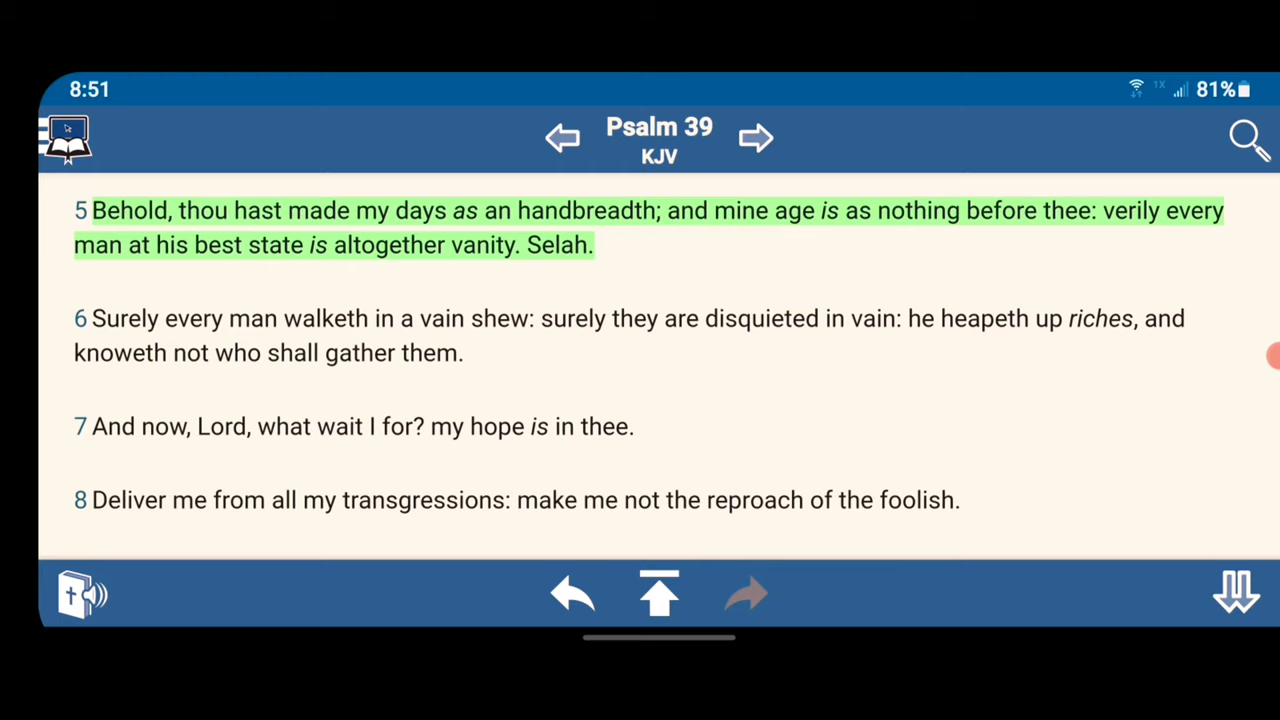 8:51
1X 81%
Psalm 39
KJV
5 Behold, thou hast made my days as an handbreadth; and mine age is as nothing before thee: verily every
man at his best state is altogether vanity. Selah.
6 Surely every man walketh in a vain shew: surely they are disquieted in vain: he heapeth up riches, and
knoweth not who shall gather them.
7 And now, Lord, what wait I for? my hope is in thee.
8 Deliver me from all my transgressions: make me not the reproach of the foolish.